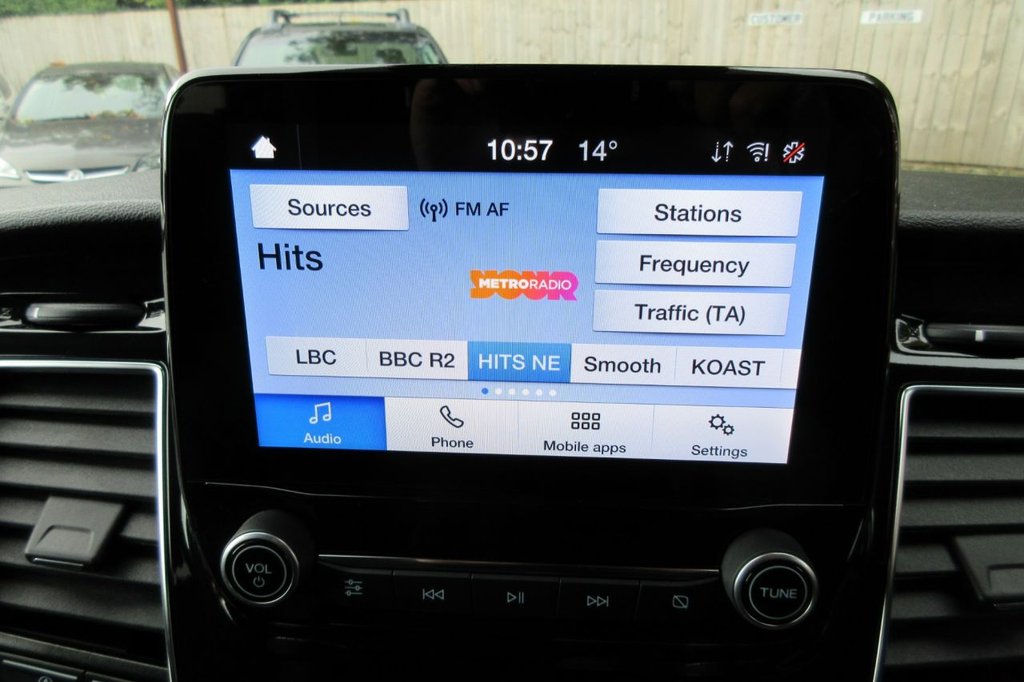 CUSTOMER PARKING
10:57 14°
Sources FM AF Stations
Hits
METRORADIO
Frequency
Traffic (TA)
LBC BBC R2 HITS NE Smooth KOAST
Audio Phone Mobile apps Settings
VOL
TUNE